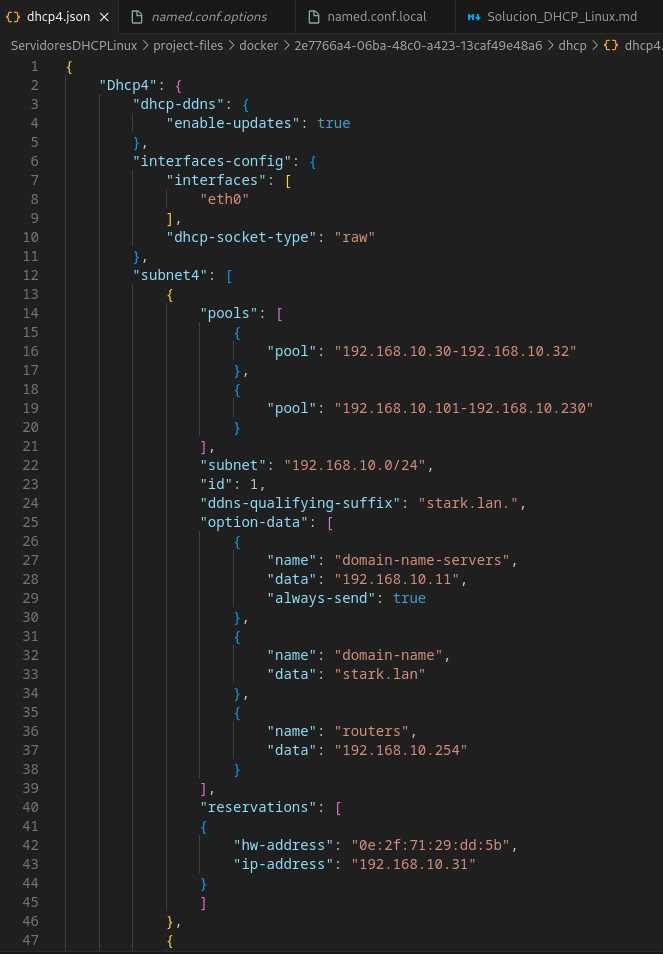 dhcp4.json
named.conf.options
named.conf.local
Solucion_DHCP_Linux.md
ServidoresDHCPLinux > project-files > docker > 2e7766a4-06ba-48c0-a423-13caf49e48a6 > dhcp > {} dhcp4.
1 {
2 "Dhcp4": {
3 "dhcp-ddns": {
4 "enable-updates": true
5 },
6 "interfaces-config": {
7 "interfaces": [
8 "eth0"
9 ],
10 "dhcp-socket-type": "raw"
11 },
12 "subnet4": [
13 {
14 "pools": [
15 {
16 "pool": "192.168.10.30-192.168.10.32"
17 },
18 {
19 "pool": "192.168.10.101-192.168.10.230"
20 }
21 ],
22 "subnet": "192.168.10.0/24",
23 "id": 1,
24 "ddns-qualifying-suffix": "stark.lan.",
25 "option-data": [
26 {
27 "name": "domain-name-servers",
28 "data": "192.168.10.11",
29 "always-send": true
30 },
31 {
32 "name": "domain-name",
33 "data": "stark.lan"
34 },
35 {
36 "name": "routers",
37 "data": "192.168.10.254"
38 }
39 ],
40 "reservations": [
41 {
42 "hw-address": "0e:2f:71:29:dd:5b",
43 "ip-address": "192.168.10.31"
44 }
45 ]
46 },
47 {